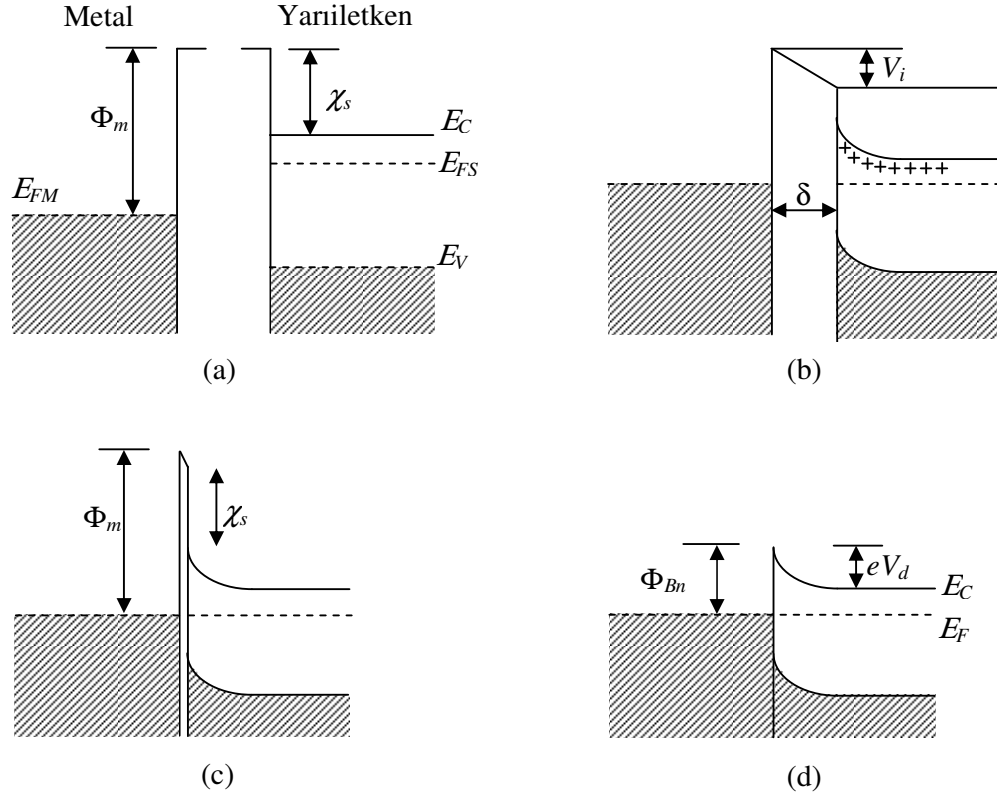 Metal Yarıiletken
Φm
χs
EC
EFS
EFM
EV
(a)
Vi
+ + + + + + + +
δ
(b)
Φm
χs
(c)
ΦBn
eVd
EC
EF
(d)